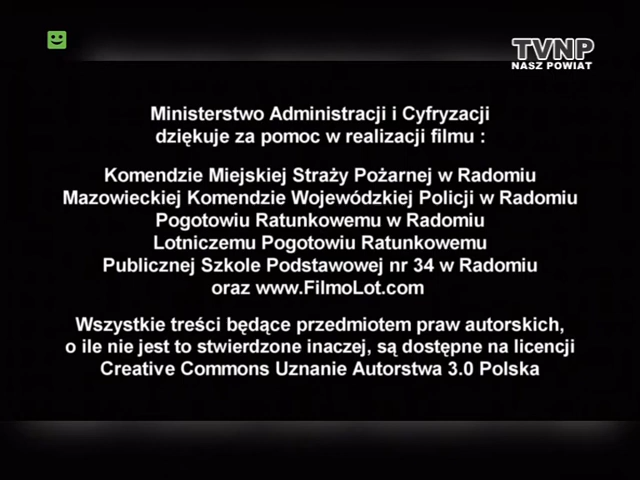 TVNP
NASZ POWIAT
Ministerstwo Administracji i Cyfryzacji
dziękuje za pomoc w realizacji filmu :
Komendzie Miejskiej Straży Pożarnej w Radomiu
Mazowieckiej Komendzie Wojewódzkiej Policji w Radomiu
Pogotowiu Ratunkowemu w Radomiu
Lotniczemu Pogotowiu Ratunkowemu
Publicznej Szkole Podstawowej nr 34 w Radomiu
oraz www.FilmoLot.com
Wszystkie treści będące przedmiotem praw autorskich,
o ile nie jest to stwierdzone inaczej, są dostępne na licencji
Creative Commons Uznanie Autorstwa 3.0 Polska